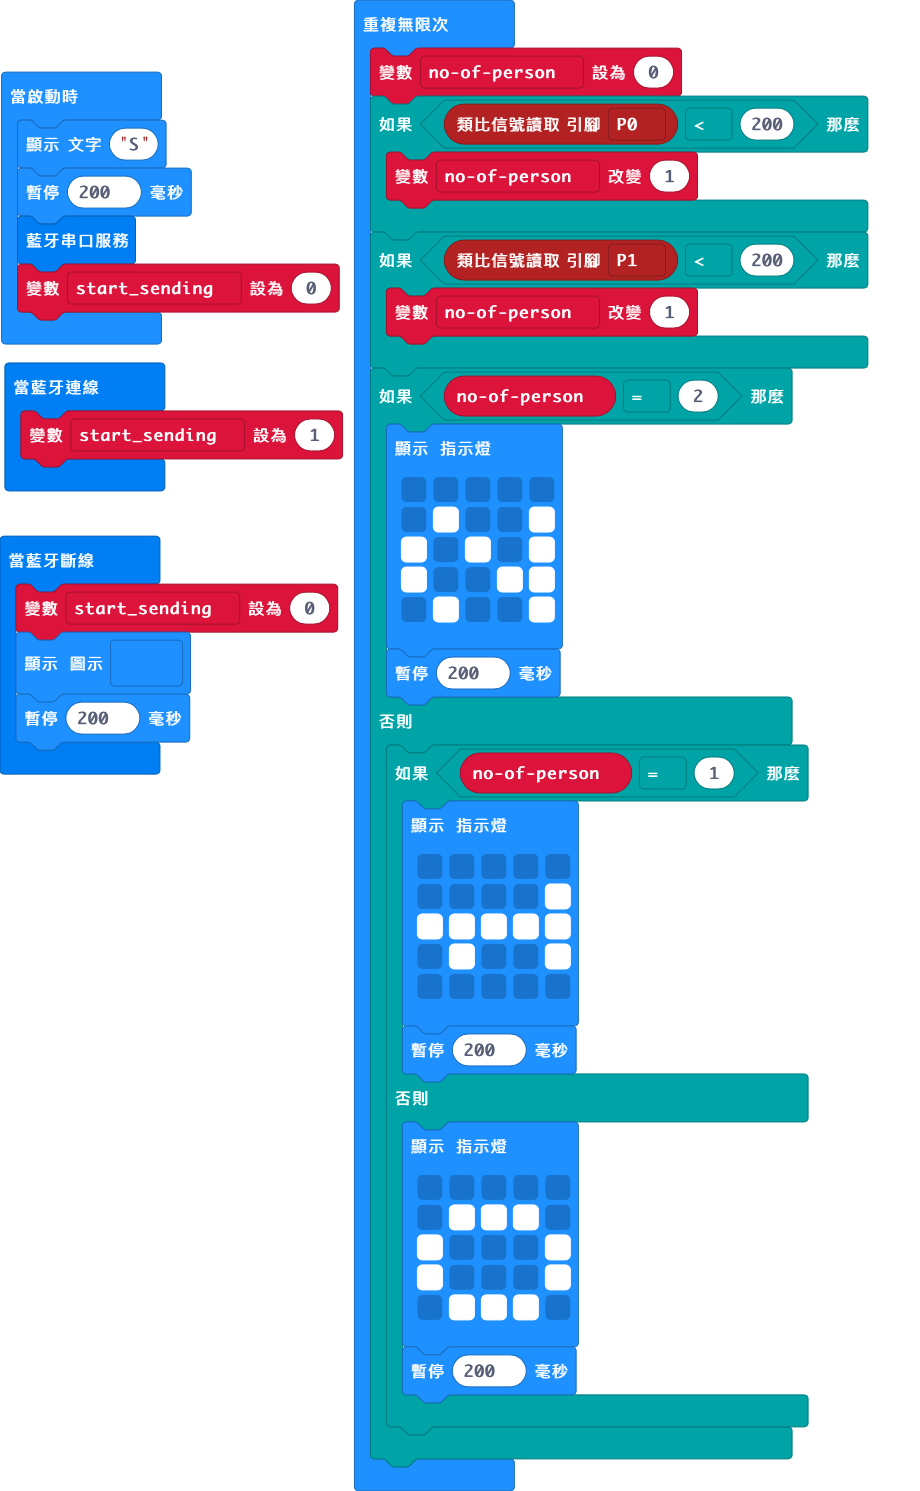 當啟動時
顯示 文字 "S"
暫停 200 毫秒
藍牙串口服務
變數 start_sending 設為 0
當藍牙連線
變數 start_sending 設為 1
當藍牙斷線
變數 start_sending 設為 0
顯示 圖示
暫停 200 毫秒
重複無限次
變數 no-of-person 設為 0
如果 類比信號讀取 引腳 P0 < 200 那麼
變數 no-of-person 改變 1
如果 類比信號讀取 引腳 P1 < 200 那麼
變數 no-of-person 改變 1
如果 no-of-person = 2 那麼
顯示 指示燈
暫停 200 毫秒
否則
如果 no-of-person = 1 那麼
顯示 指示燈
暫停 200 毫秒
否則
顯示 指示燈
暫停 200 毫秒